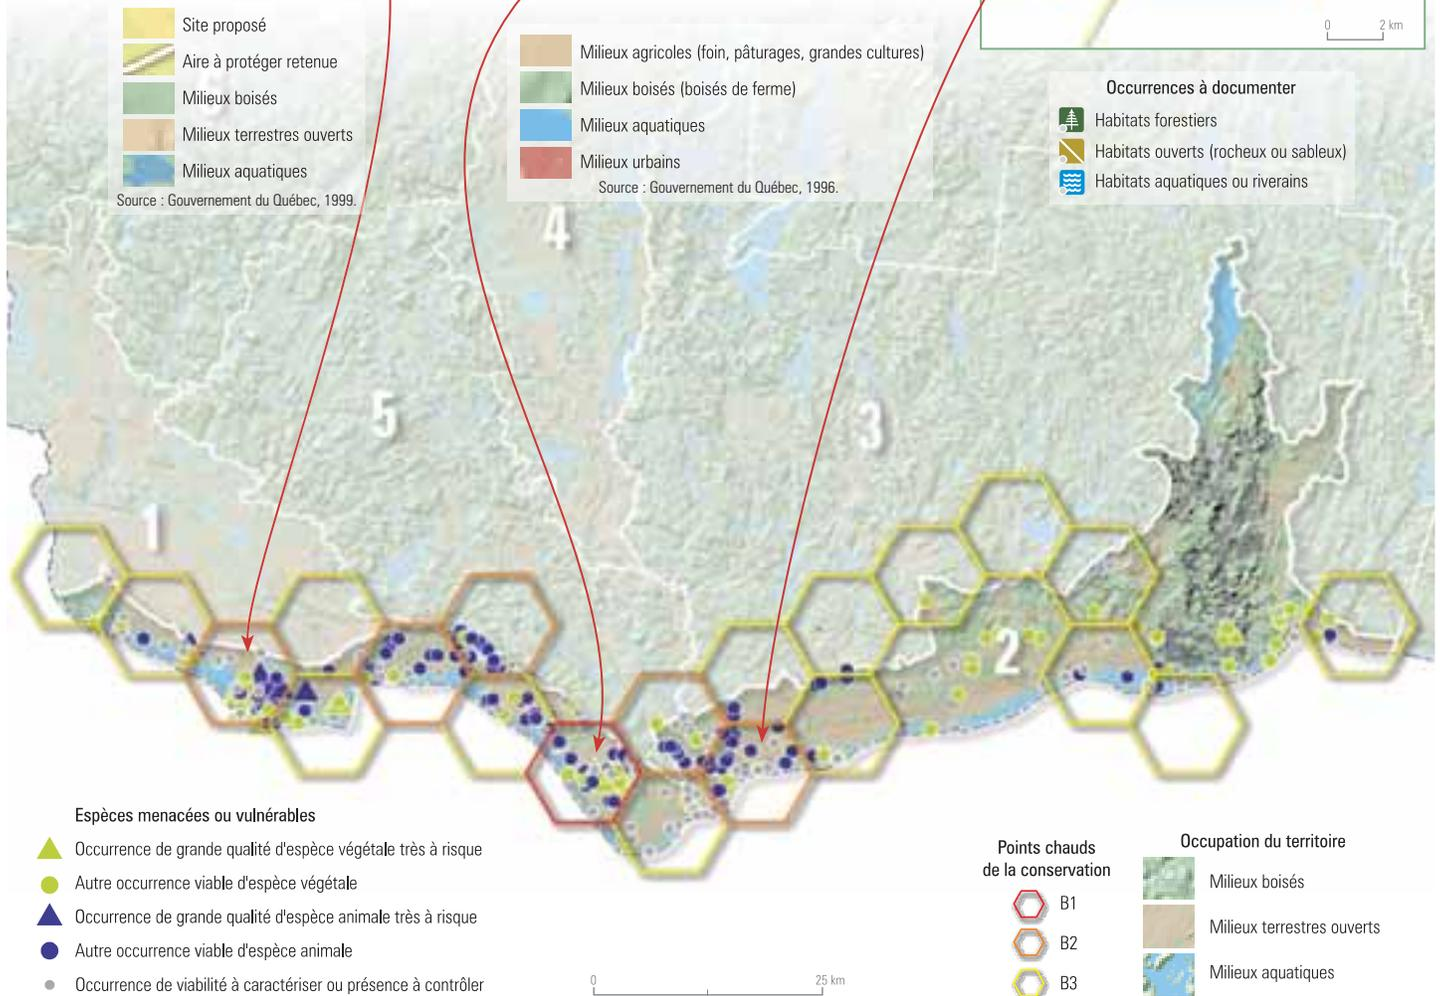 Site proposé
Aire à protéger retenue
Milieux boisés
Milieux terrestres ouverts
Milieux aquatiques
Source : Gouvernement du Québec, 1999.
Milieux agricoles (foin, pâturages, grandes cultures)
Milieux boisés (boisés de ferme)
Milieux aquatiques
Milieux urbains
Source : Gouvernement du Québec, 1996.
0 2 km
Occurrences à documenter
Habitats forestiers
Habitats ouverts (rocheux ou sableux)
Habitats aquatiques ou riverains
4
5
3
1
2
Espèces menacées ou vulnérables
Occurrence de grande qualité d'espèce végétale très à risque
Autre occurrence viable d'espèce végétale
Occurrence de grande qualité d'espèce animale très à risque
Autre occurrence viable d'espèce animale
Occurrence de viabilité à caractériser ou présence à contrôler
0 25 km
Points chauds
de la conservation
B1
B2
B3
Occupation du territoire
Milieux boisés
Milieux terrestres ouverts
Milieux aquatiques